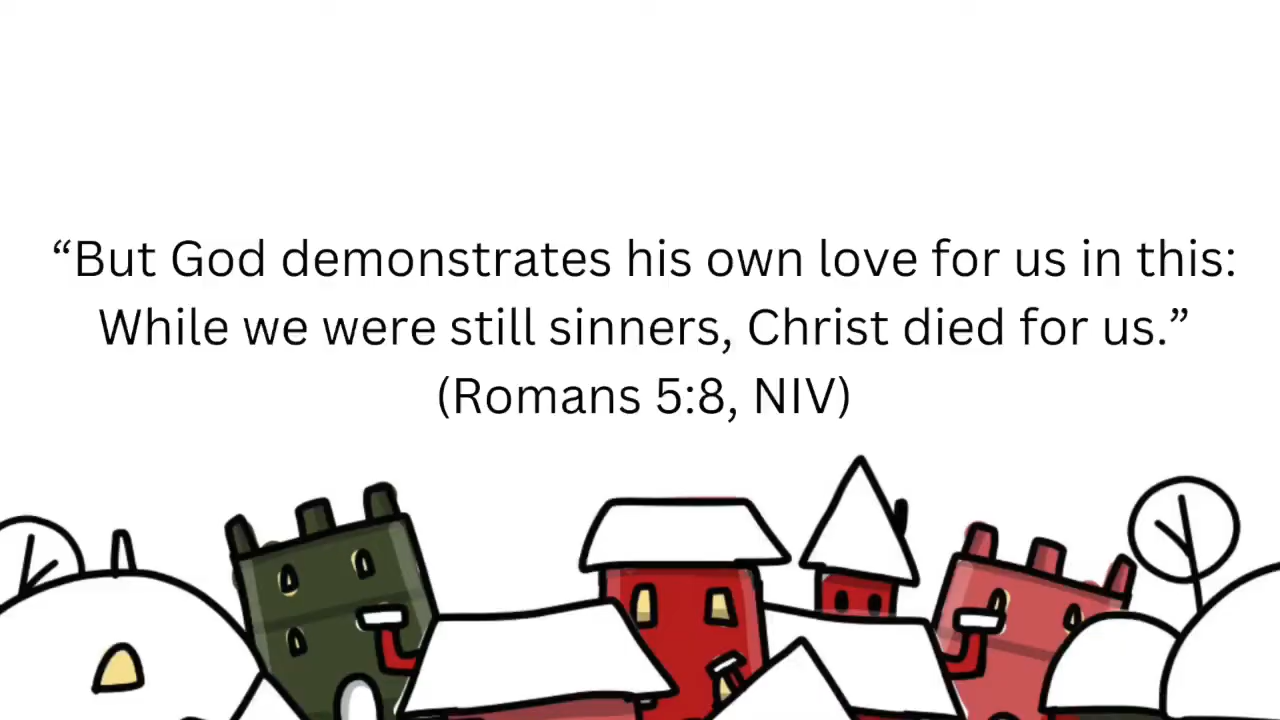 “But God demonstrates his own love for us in this:
While we were still sinners, Christ died for us.”
(Romans 5:8, NIV)